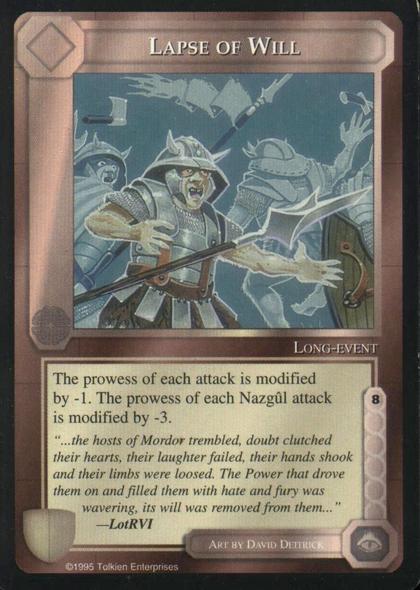 LAPSE OF WILL
LONG-EVENT
The prowess of each attack is modified
by -1. The prowess of each Nazgûl attack
is modified by -3.
8
“...the hosts of Mordor trembled, doubt clutched
their hearts, their laughter failed, their hands shook
and their limbs were loosed. The Power that drove
them on and filled them with hate and fury was
wavering, its will was removed from them...”
—LotRVI
ART BY DAVID DEITRICK
©1995 Tolkien Enterprises